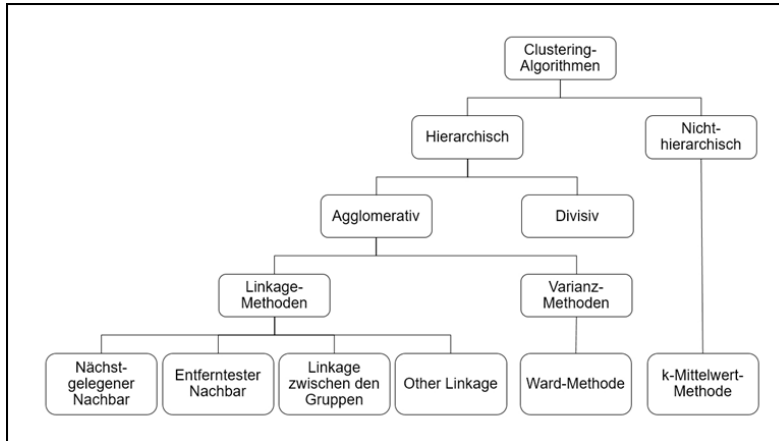 Clustering-
Algorithmen
Hierarchisch
Nicht-
hierarchisch
Agglomerativ
Divisiv
Linkage-
Methoden
Varianz-
Methoden
Nächst-
gelegener
Nachbar
Entferntester
Nachbar
Linkage
zwischen den
Gruppen
Other Linkage
Ward-Methode
k-Mittelwert-
Methode